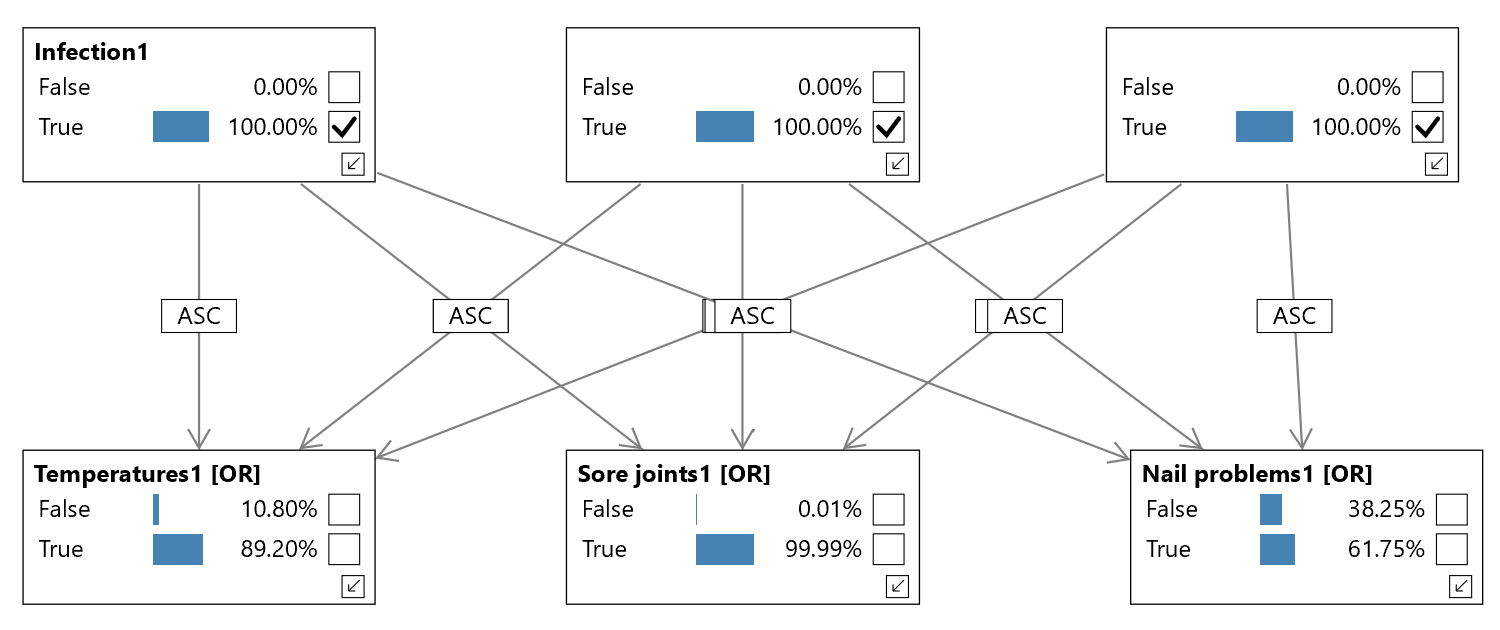 Infection1
False 0.00%
True 100.00%
False 0.00%
True 100.00%
False 0.00%
True 100.00%
ASC
ASC
ASC
ASC
ASC
Temperatures1 [OR]
False 10.80%
True 89.20%
Sore joints1 [OR]
False 0.01%
True 99.99%
Nail problems1 [OR]
False 38.25%
True 61.75%